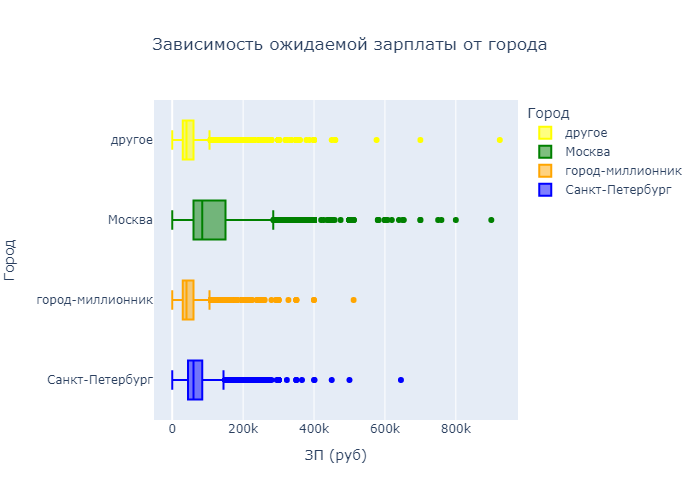 Зависимость ожидаемой зарплаты от города
Город
другое
Москва
город-миллионник
Санкт-Петербург
0
200k
400k
600k
800k
ЗП (руб)
Город
другое
Москва
город-миллионник
Санкт-Петербург